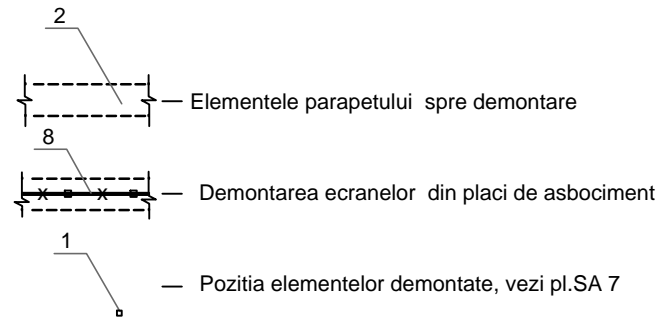 2
— Elementele parapetului spre demontare
8
x x — Demontarea ecranelor din placi de asbociment
1
— Pozitia elementelor demontate, vezi pl.SA 7